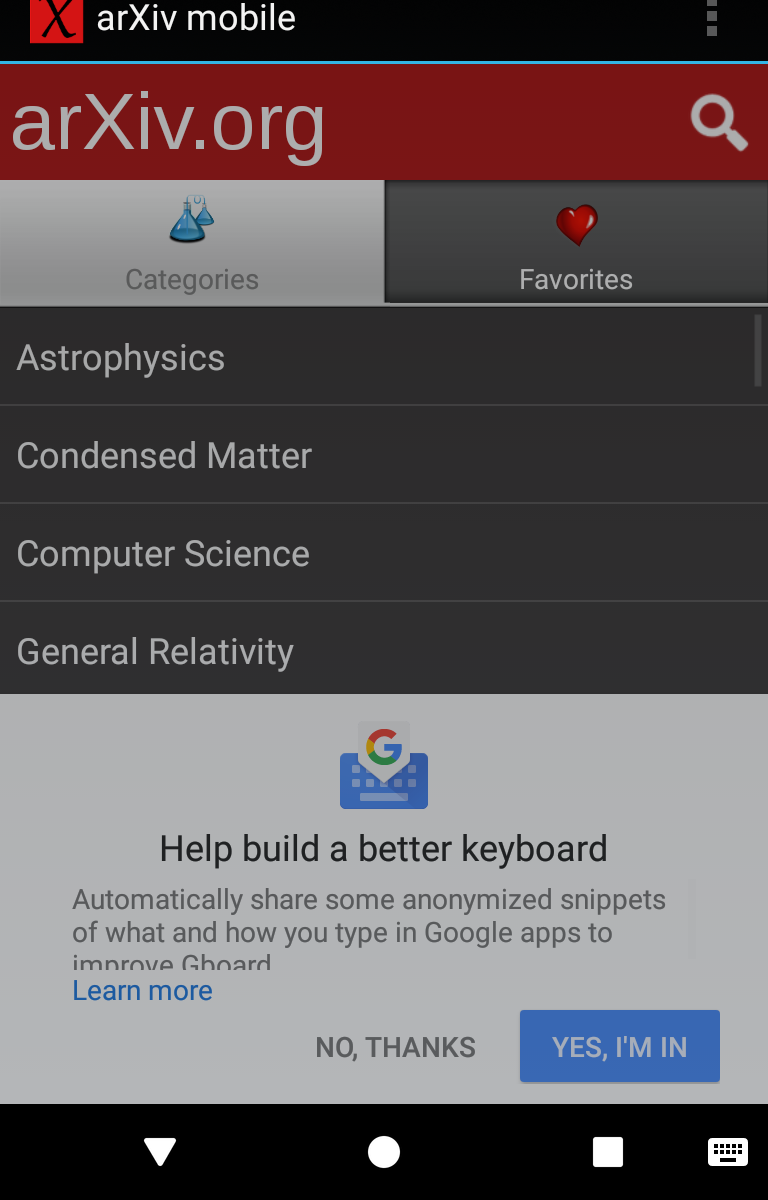 arXiv mobile
arXiv.org
Categories
Favorites
Astrophysics
Condensed Matter
Computer Science
General Relativity
Help build a better keyboard
Automatically share some anonymized snippets
of what and how you type in Google apps to
improve Gboard
Learn more
NO, THANKS
YES, I'M IN